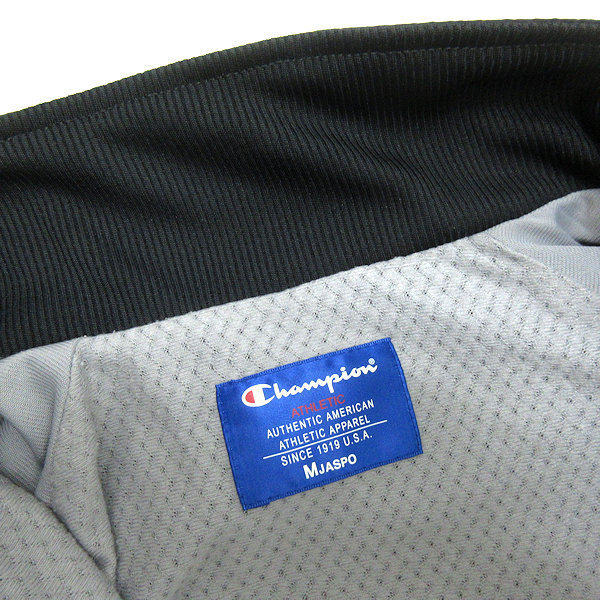 Champion
ATHLETIC
AUTHENTIC AMERICAN
ATHLETIC APPAREL
SINCE 1919 U.S.A.
MJASPO